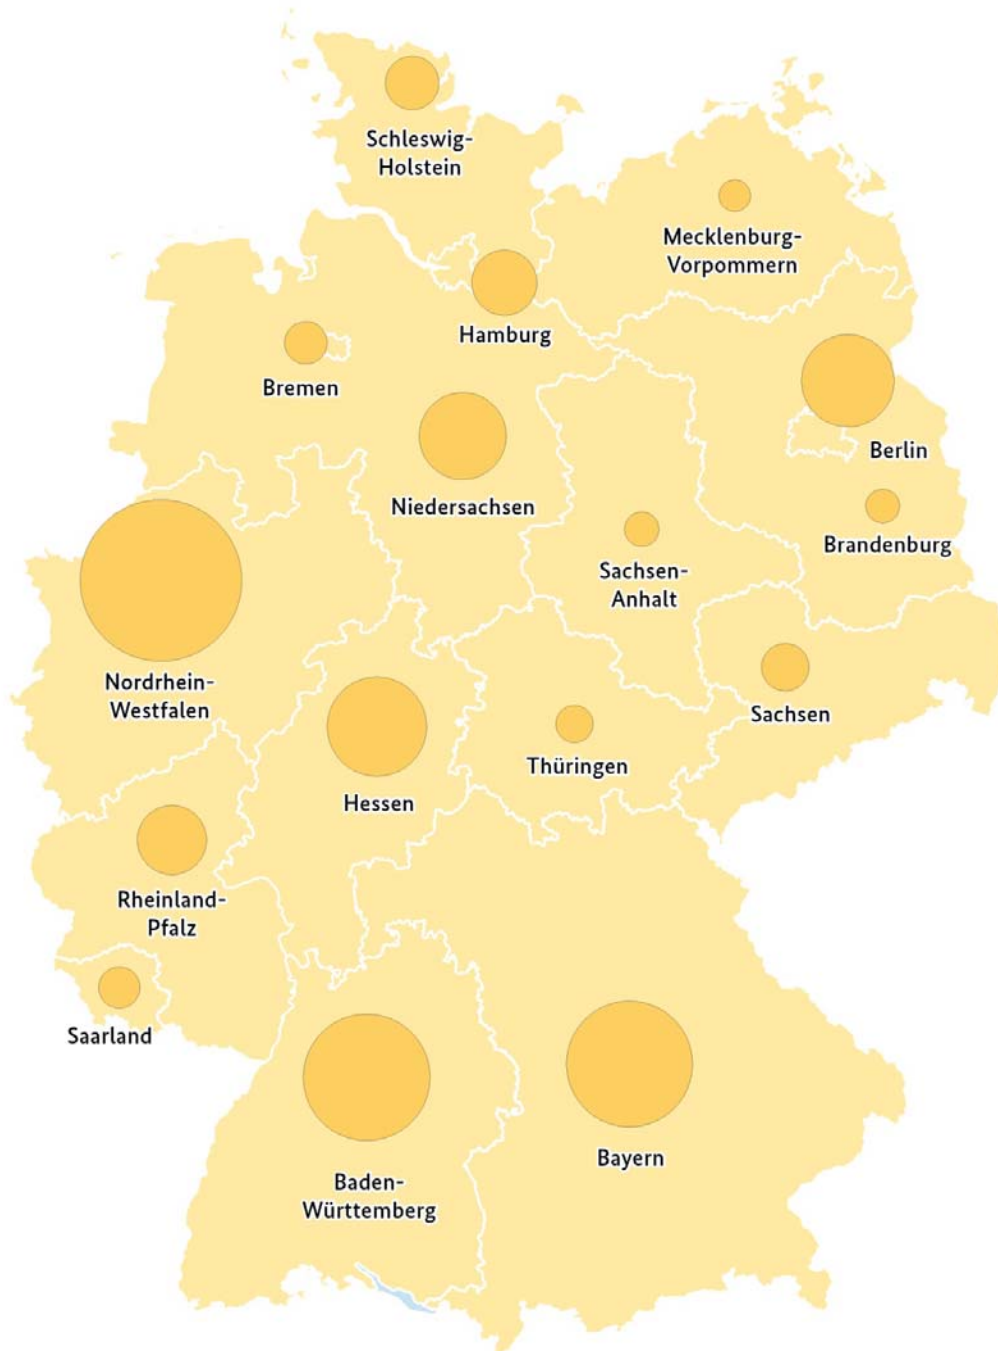 Schleswig-
Holstein
Mecklenburg-
Vorpommern
Hamburg
Bremen
Berlin
Niedersachsen
Brandenburg
Sachsen-
Anhalt
Nordrhein-
Westfalen
Sachsen
Thüringen
Hessen
Rheinland-
Pfalz
Saarland
Bayern
Baden-
Württemberg